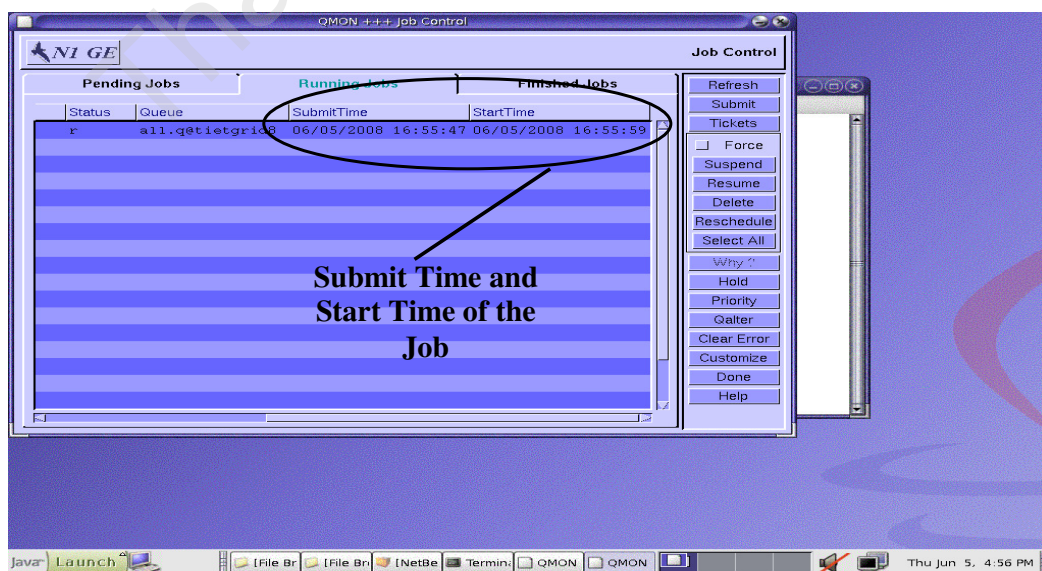 QMON +++ Job Control
N1 GE
Job Control
Pending Jobs
Running Jobs
Finished Jobs
Status Queue SubmitTime StartTime
r all.q@tietgrid8 06/05/2008 16:55:47 06/05/2008 16:55:59
Refresh
Submit
Tickets
Force
Suspend
Resume
Delete
Reschedule
Select All
Why ?
Hold
Priority
Qalter
Clear Error
Customize
Done
Help
Submit Time and
Start Time of the
Job
Java Launch [File Br [File Bri [NetBe Termin QMON QMON Thu Jun 5, 4:56 PM